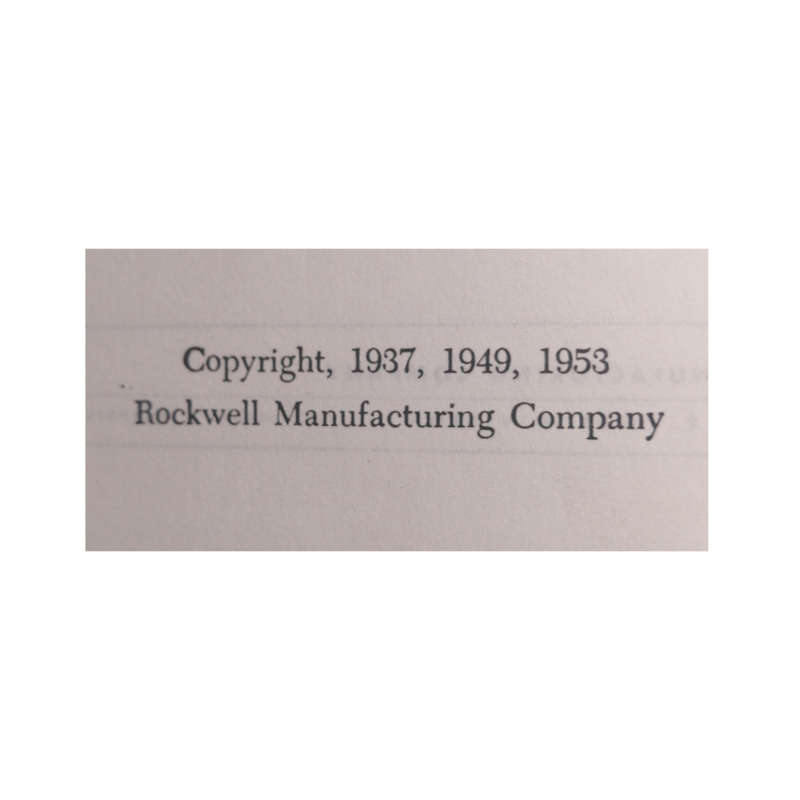 Copyright, 1937, 1949, 1953
Rockwell Manufacturing Company